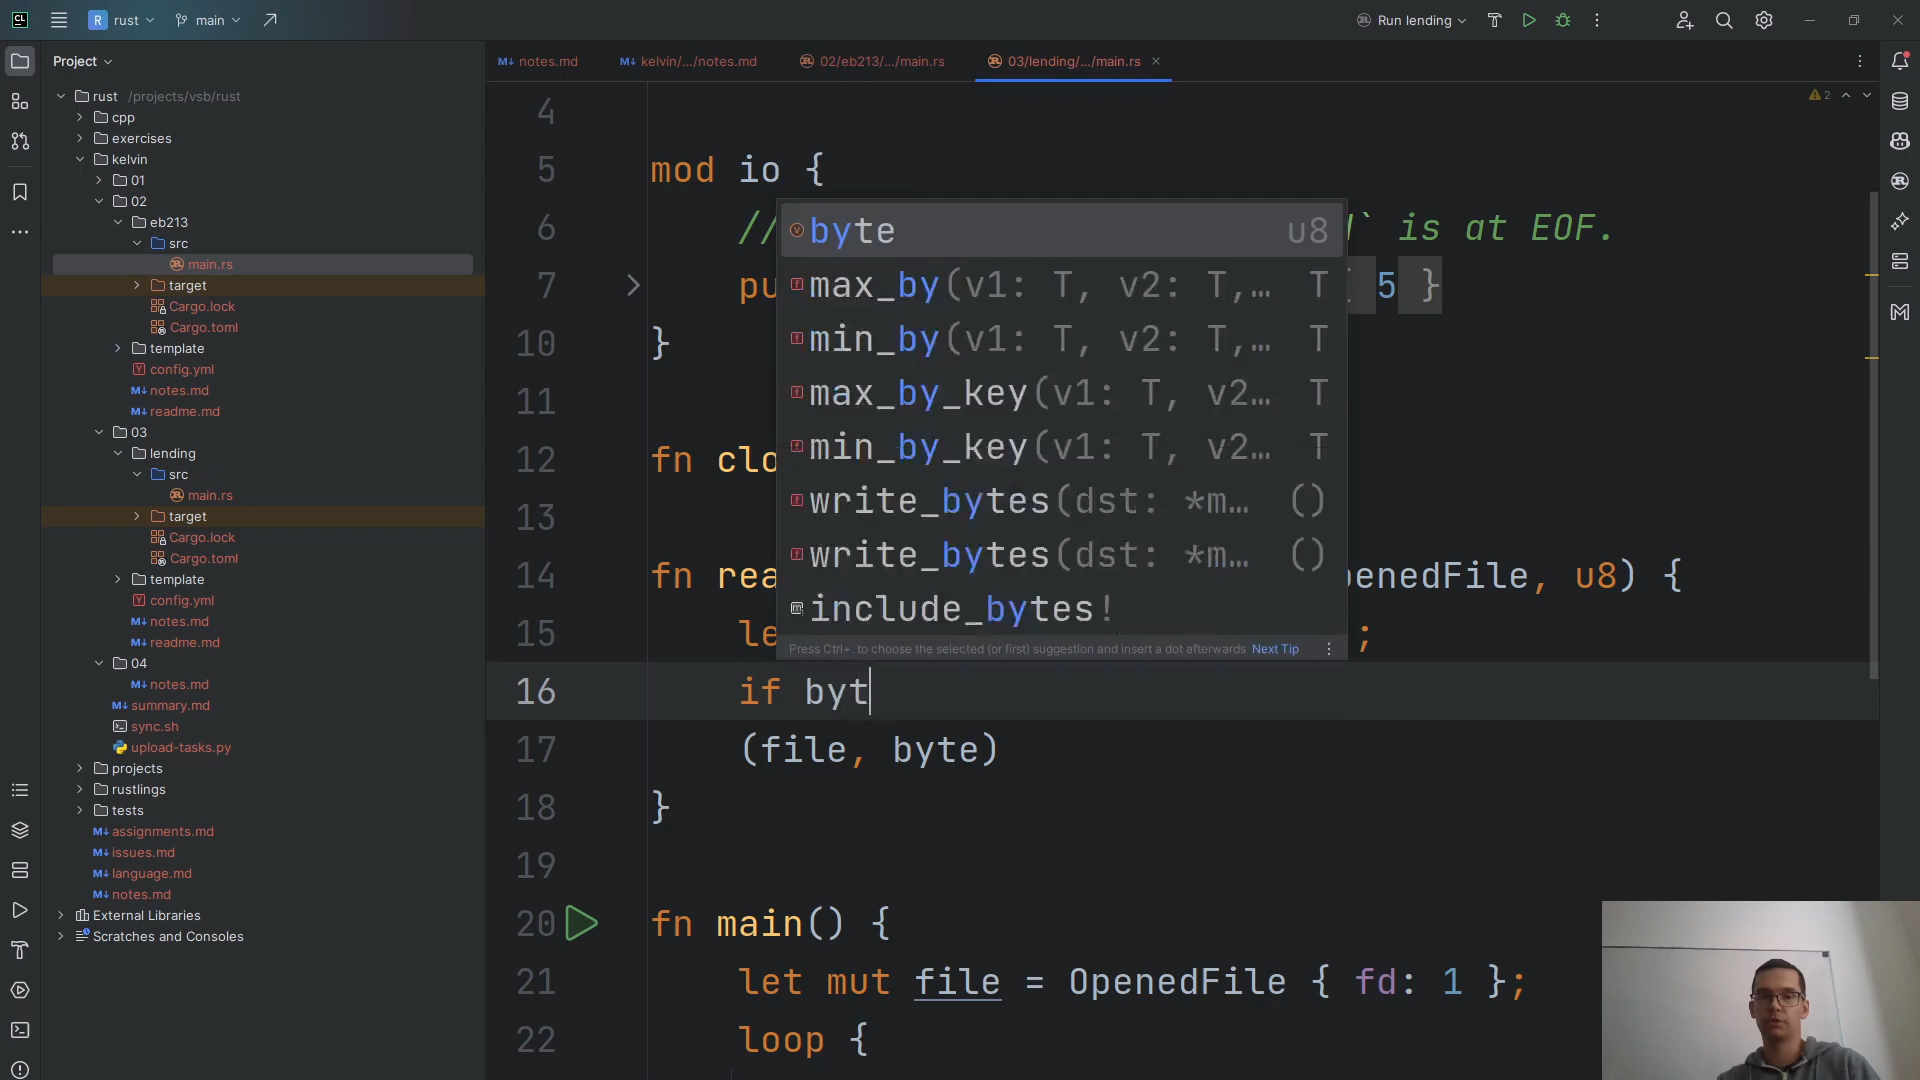 CL
R rust
main
Run lending
Project
notes.md
kelvin/.../notes.md
02/eb213/.../main.rs
03/lending/.../main.rs
rust /projects/vsb/rust
cpp
exercises
kelvin
01
02
eb213
src
main.rs
target
Cargo.lock
Cargo.toml
template
config.yml
notes.md
readme.md
03
lending
src
main.rs
target
Cargo.lock
Cargo.toml
template
config.yml
notes.md
readme.md
04
notes.md
summary.md
sync.sh
upload-tasks.py
projects
rustlings
tests
assignments.md
issues.md
language.md
notes.md
External Libraries
Scratches and Consoles
2
4
5 mod io {
6 // ` is at EOF.
7 pu 5 }
10 }
11
12 fn clo
13
14 fn rea penedFile, u8) {
15 le ;
16 if byt
17 (file, byte)
18 }
19
20 fn main() {
21 let mut file = OpenedFile { fd: 1 };
22 loop {
byte u8
max_by(v1: T, v2: T,… T
min_by(v1: T, v2: T,… T
max_by_key(v1: T, v2… T
min_by_key(v1: T, v2… T
write_bytes(dst: *m… ()
write_bytes(dst: *m… ()
include_bytes!
Press Ctrl+. to choose the selected (or first) suggestion and insert a dot afterwards Next Tip